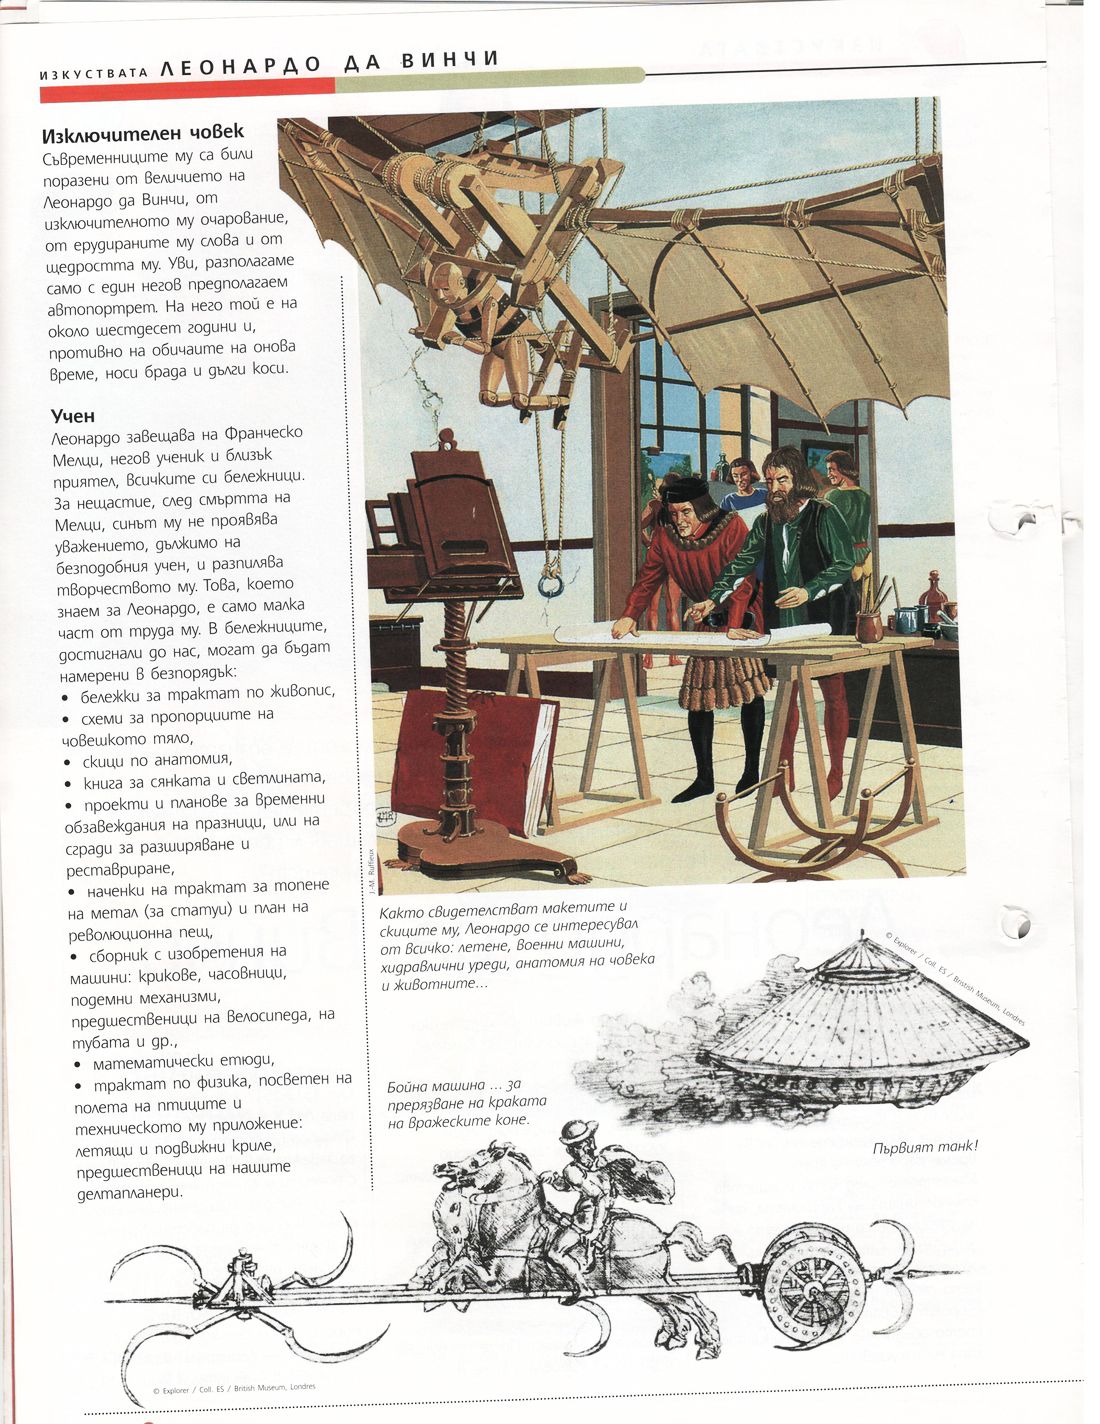 ИЗКУСТВАТА ЛЕОНАРДО ДА ВИНЧИ
Изключителен човек
Съвременниците му са били
поразени от величието на
Леонардо да Винчи, от
изключителното му очарование,
от ерудираните му слова и от
щедростта му. Уви, разполагаме
само с един негов предполагаем
автопортрет. На него той е на
около шестдесет години и,
противно на обичаите на онова
време, носи брада и дълги коси.
Учен
Леонардо завещава на Франческо
Мелци, негов ученик и близък
приятел, всичките си бележници.
За нещастие, след смъртта на
Мелци, синът му не проявява
уважението, дължимо на
безподобния учен, и разпилява
творчеството му. Това, което
знаем за Леонардо, е само малка
част от труда му. В бележниците,
достигнали до нас, могат да бъдат
намерени в безпорядък:
• бележки за трактат по живопис,
• схеми за пропорциите на
човешкото тяло,
• скици по анатомия,
• книга за сянката и светлината,
• проекти и планове за временни
обзавеждания на празници, или на
сгради за разширяване и
реставриране,
• наченки на трактат за топене
на метал (за статуи) и план на
революционна пещ,
• сборник с изобретения на
машини: крикове, часовници,
подемни механизми,
предшественици на велосипеда, на
тубата и др.,
• математически етюди,
• трактат по физика, посветен на
полета на птиците и
техническото му приложение:
летящи и подвижни криле,
предшественици на нашите
делтапланери.
J.-M. Ruffieux
Както свидетелстват макетите и
скиците му, Леонардо се интересувал
от всичко: летене, военни машини,
хидравлични уреди, анатомия на човека
и животните...
© Explorer / Coll. ES / Bristish Museum, Londres
Бойна машина ... за
прерязване на краката
на вражеските коне.
Първият танк!
© Explorer / Coll. ES / British Museum, Londres